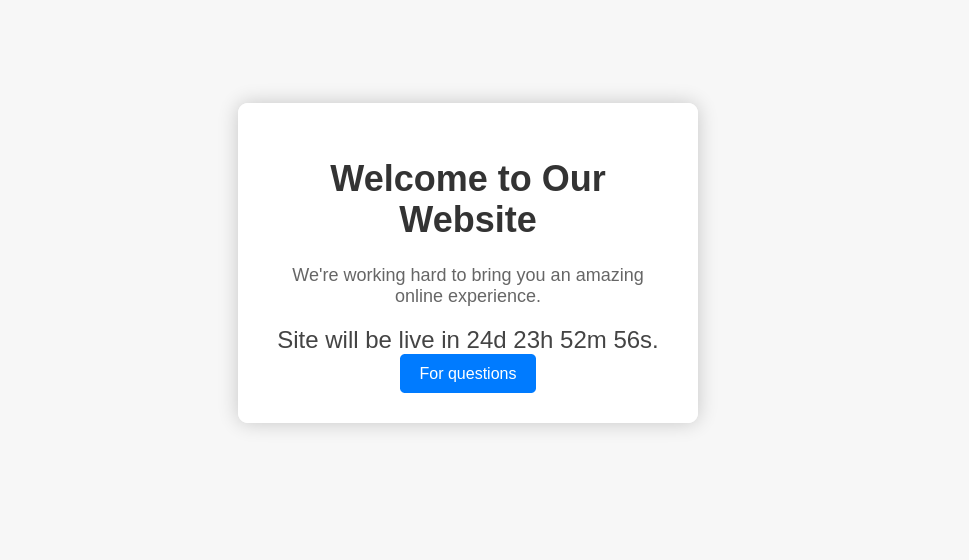 Welcome to Our
Website
We're working hard to bring you an amazing
online experience.
Site will be live in 24d 23h 52m 56s.
For questions